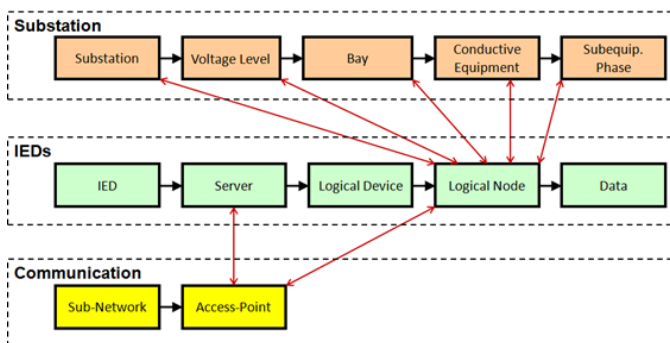 Substation
Substation
Voltage Level
Bay
Conductive
Equipment
Subequip.
Phase
IEDs
IED
Server
Logical Device
Logical Node
Data
Communication
Sub-Network
Access-Point